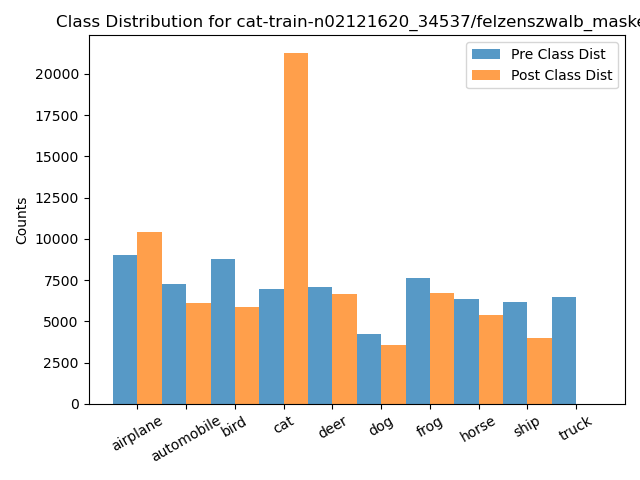 Class Distribution for cat-train-n02121620_34537/felzenszwalb_maske
Pre Class Dist
Post Class Dist
Counts
20000
17500
15000
12500
10000
7500
5000
2500
0
airplane
automobile
bird
cat
deer
dog
frog
horse
ship
truck